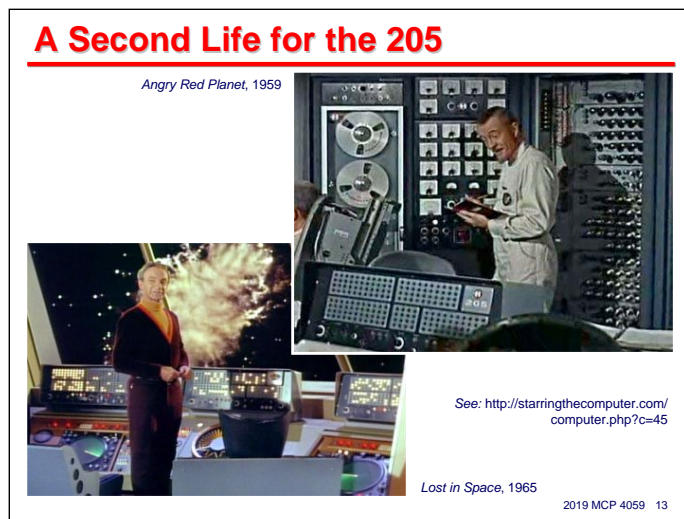 A Second Life for the 205
Angry Red Planet, 1959
205
See: http://starringthecomputer.com/
computer.php?c=45
Lost in Space, 1965
2019 MCP 4059 13